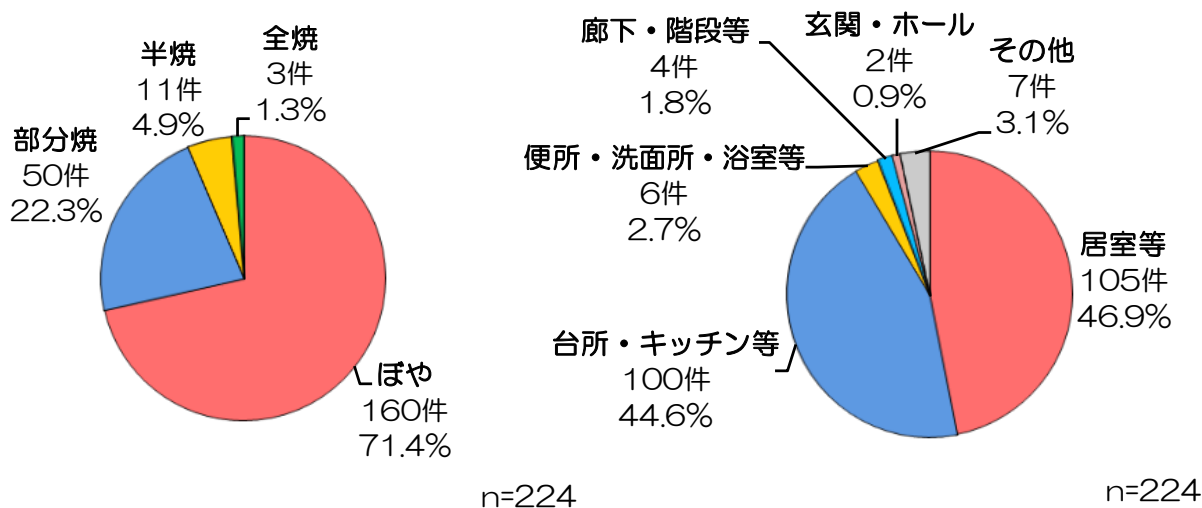 全焼
3件
1.3%
半焼
11件
4.9%
部分焼
50件
22.3%
ぼや
160件
71.4%
n=224
廊下・階段等
4件
1.8%
玄関・ホール
2件
0.9%
その他
7件
3.1%
便所・洗面所・浴室等
6件
2.7%
居室等
105件
46.9%
台所・キッチン等
100件
44.6%
n=224